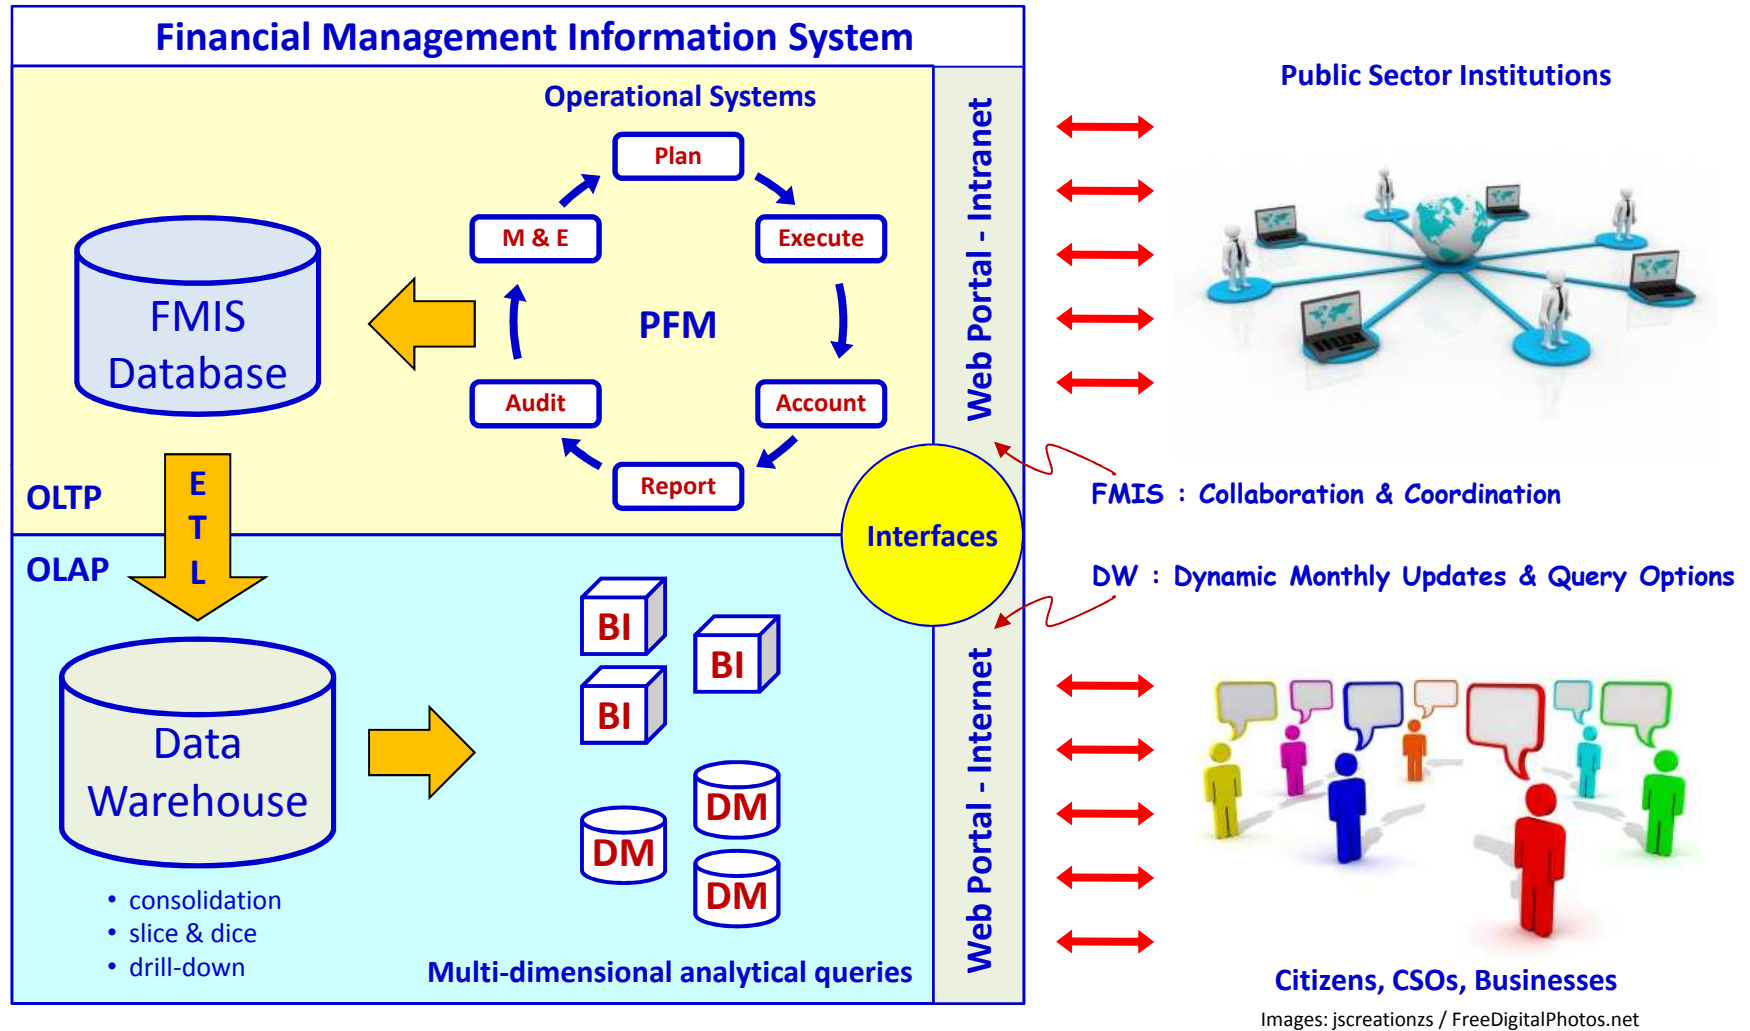 Financial Management Information System
Operational Systems
Plan
Execute
Account
Report
Audit
M & E
PFM
FMIS
Database
OLTP
E
T
L
OLAP
Data
Warehouse
• consolidation
• slice & dice
• drill-down
BI
BI
BI
DM
DM
DM
Multi-dimensional analytical queries
Interfaces
Web Portal - Intranet
Web Portal - Internet
Public Sector Institutions
FMIS : Collaboration & Coordination
DW : Dynamic Monthly Updates & Query Options
Citizens, CSOs, Businesses
Images: jscreationzs / FreeDigitalPhotos.net